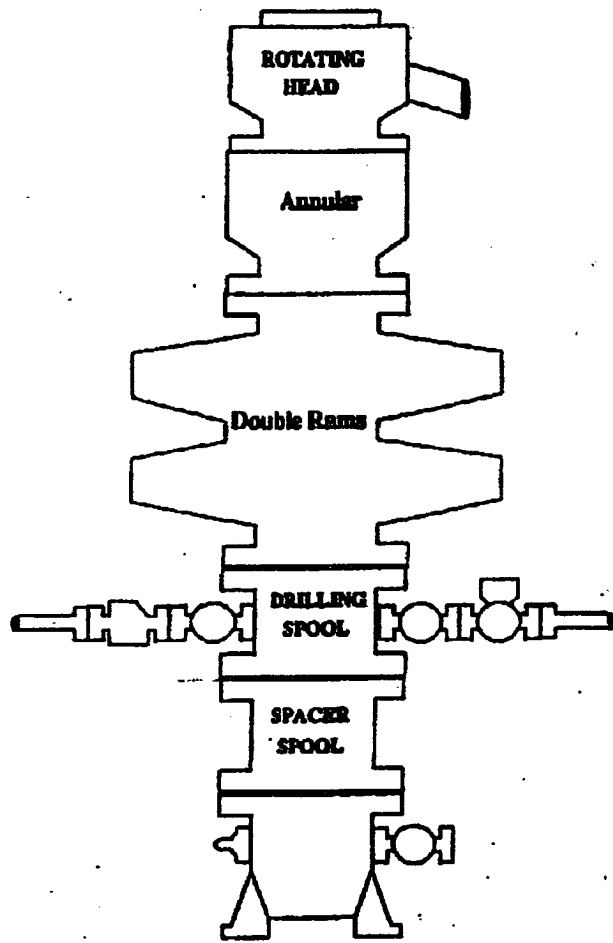 ROTATING
HEAD
Annular
Double Rams
DRILLING
SPOOL
SPACER
SPOOL